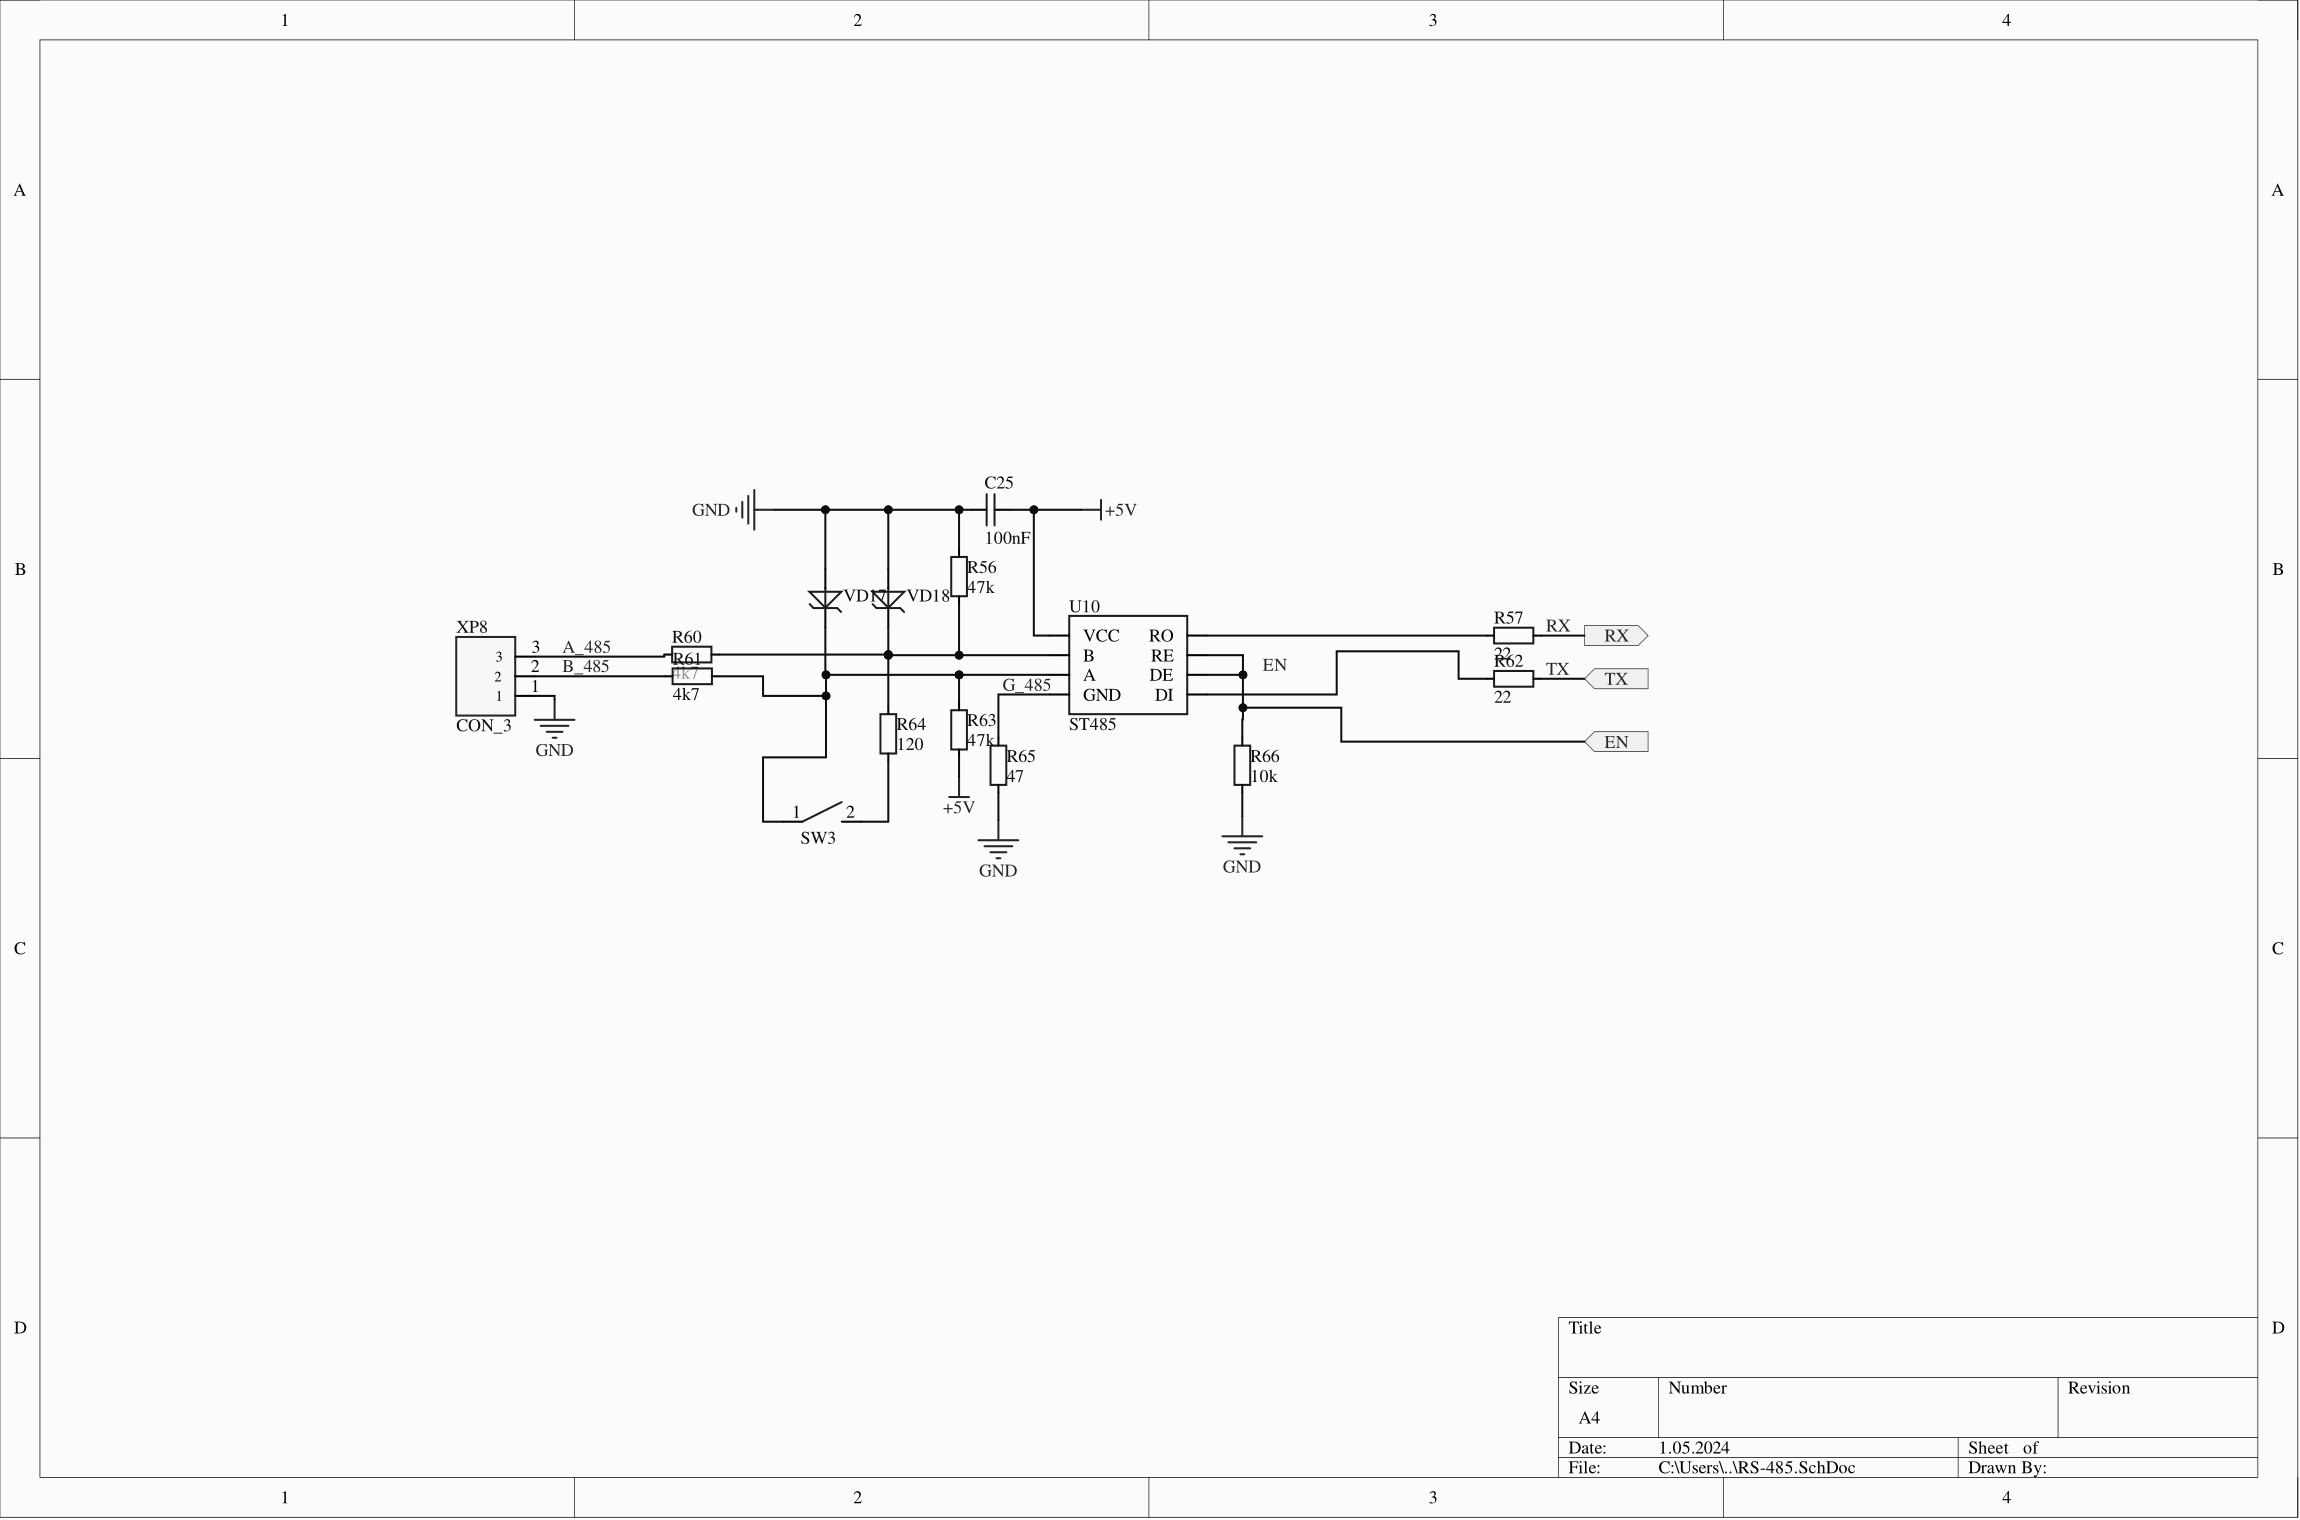 1 2 3 4
A A
B B
C C
D D
C25
GND
+5V
100nF
R56
47k
VD17
VD18
U10
VCC RO
B RE
A DE
GND DI
ST485
XP8
3
2
1
3 A_485
2 B_485
1
CON_3
GND
R60
4k7
R61
4k7
G_485
R64
120
R63
47k
+5V
R65
47
GND
1 2
SW3
EN
R66
10k
GND
R57
22
RX
RX
R62
22
TX
TX
EN
Title
Size
A4
Number
Revision
Date: 1.05.2024
Sheet of
File: C:\Users\..\RS-485.SchDoc
Drawn By:
1 2 3 4